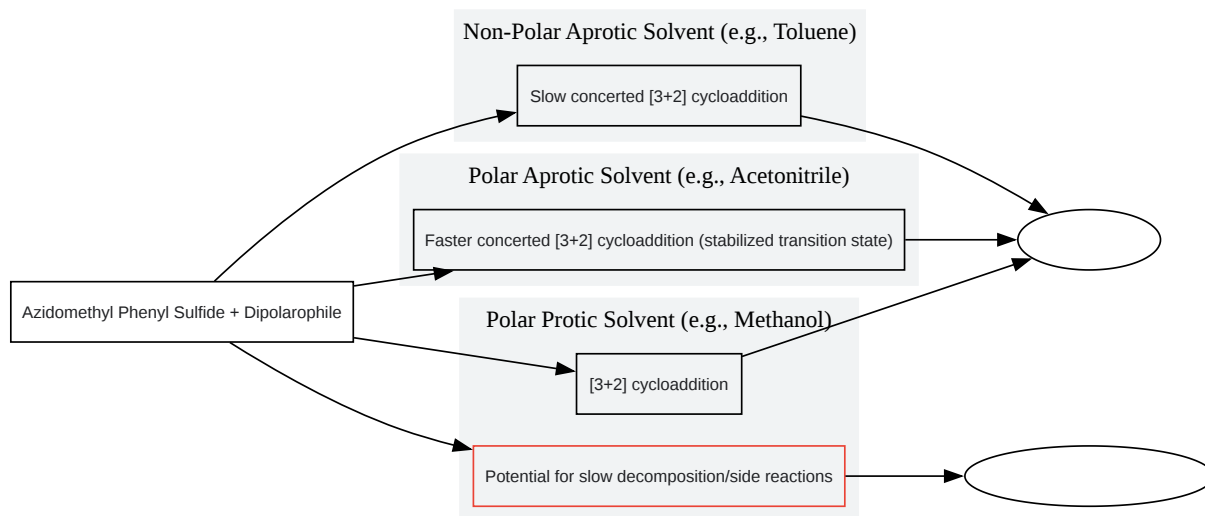 Non-Polar Aprotic Solvent (e.g., Toluene)
Slow concerted [3+2] cycloaddition
Polar Aprotic Solvent (e.g., Acetonitrile)
Faster concerted [3+2] cycloaddition (stabilized transition state)
Azidomethyl Phenyl Sulfide + Dipolarophile
Polar Protic Solvent (e.g., Methanol)
[3+2] cycloaddition
Potential for slow decomposition/side reactions